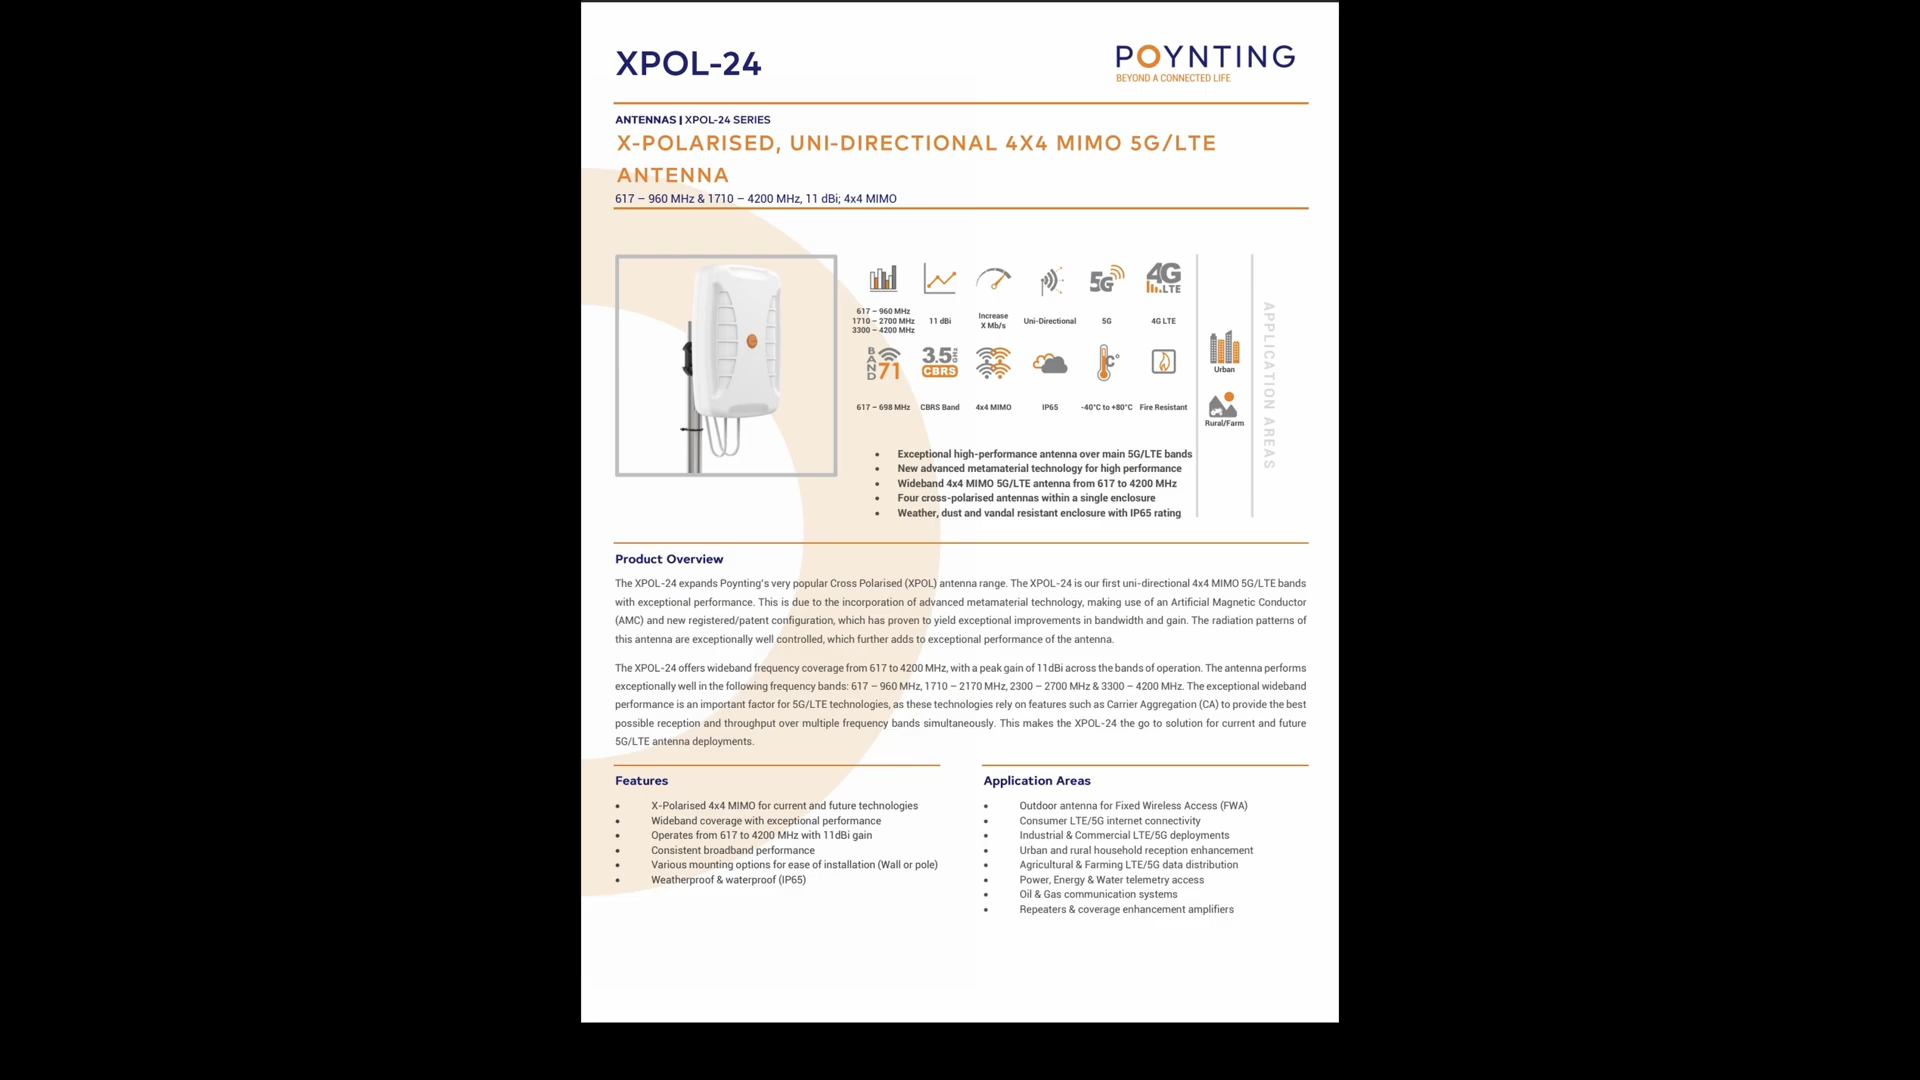 XPOL-24
POYNTING
BEYOND A CONNECTED LIFE
ANTENNAS | XPOL-24 SERIES
X-POLARISED, UNI-DIRECTIONAL 4X4 MIMO 5G/LTE
ANTENNA
617 – 960 MHz & 1710 – 4200 MHz, 11 dBi; 4x4 MIMO
5G
4G
LTE
617 – 960 MHz
1710 – 2700 MHz
3300 – 4200 MHz
11 dBi
Increase
X Mb/s
Uni-Directional
5G
4G LTE
BAND
71
3.5 GHz
CBRS
C°
617 – 698 MHz
CBRS Band
4x4 MIMO
IP65
-40°C to +80°C
Fire Resistant
Urban
Rural/Farm
APPLICATION AREAS
• Exceptional high-performance antenna over main 5G/LTE bands
• New advanced metamaterial technology for high performance
• Wideband 4x4 MIMO 5G/LTE antenna from 617 to 4200 MHz
• Four cross-polarised antennas within a single enclosure
• Weather, dust and vandal resistant enclosure with IP65 rating
Product Overview
The XPOL-24 expands Poynting's very popular Cross Polarised (XPOL) antenna range. The XPOL-24 is our first uni-directional 4x4 MIMO 5G/LTE bands
with exceptional performance. This is due to the incorporation of advanced metamaterial technology, making use of an Artificial Magnetic Conductor
(AMC) and new registered/patent configuration, which has proven to yield exceptional improvements in bandwidth and gain. The radiation patterns of
this antenna are exceptionally well controlled, which further adds to exceptional performance of the antenna.
The XPOL-24 offers wideband frequency coverage from 617 to 4200 MHz, with a peak gain of 11dBi across the bands of operation. The antenna performs
exceptionally well in the following frequency bands: 617 – 960 MHz, 1710 – 2170 MHz, 2300 – 2700 MHz & 3300 – 4200 MHz. The exceptional wideband
performance is an important factor for 5G/LTE technologies, as these technologies rely on features such as Carrier Aggregation (CA) to provide the best
possible reception and throughput over multiple frequency bands simultaneously. This makes the XPOL-24 the go to solution for current and future
5G/LTE antenna deployments.
Features
• X-Polarised 4x4 MIMO for current and future technologies
• Wideband coverage with exceptional performance
• Operates from 617 to 4200 MHz with 11dBi gain
• Consistent broadband performance
• Various mounting options for ease of installation (Wall or pole)
• Weatherproof & waterproof (IP65)
Application Areas
• Outdoor antenna for Fixed Wireless Access (FWA)
• Consumer LTE/5G internet connectivity
• Industrial & Commercial LTE/5G deployments
• Urban and rural household reception enhancement
• Agricultural & Farming LTE/5G data distribution
• Power, Energy & Water telemetry access
• Oil & Gas communication systems
• Repeaters & coverage enhancement amplifiers